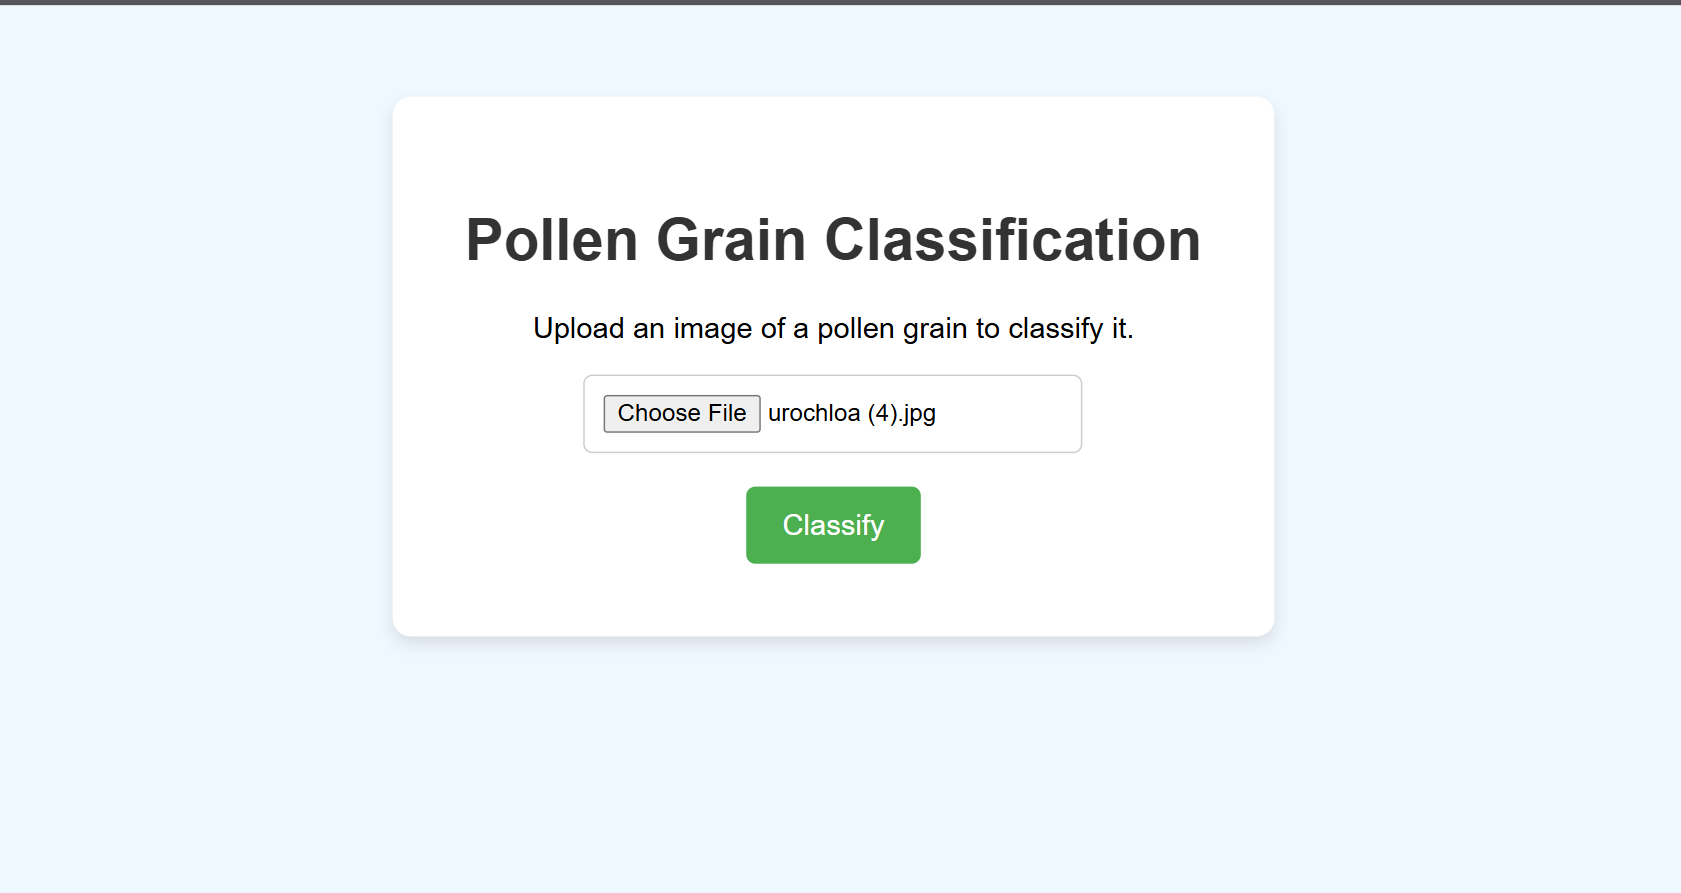 Pollen Grain Classification
Upload an image of a pollen grain to classify it.
Choose File urochloa (4).jpg
Classify